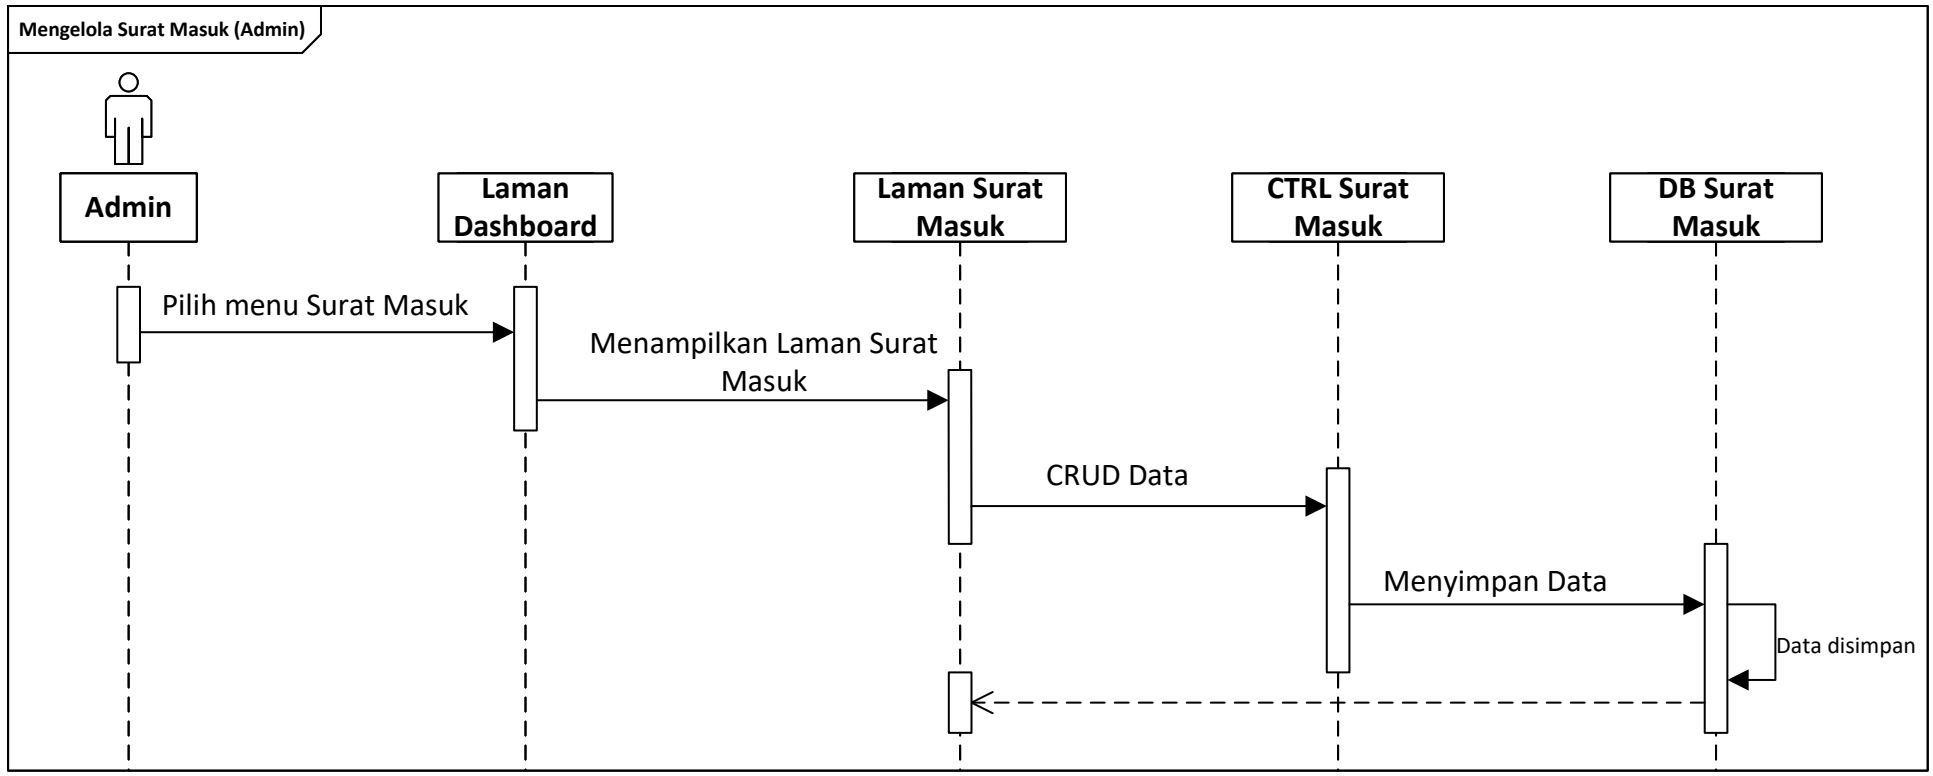 Mengelola Surat Masuk (Admin)
Admin
Laman
Dashboard
Laman Surat
Masuk
CTRL Surat
Masuk
DB Surat
Masuk
Pilih menu Surat Masuk
Menampilkan Laman Surat
Masuk
CRUD Data
Menyimpan Data
Data disimpan